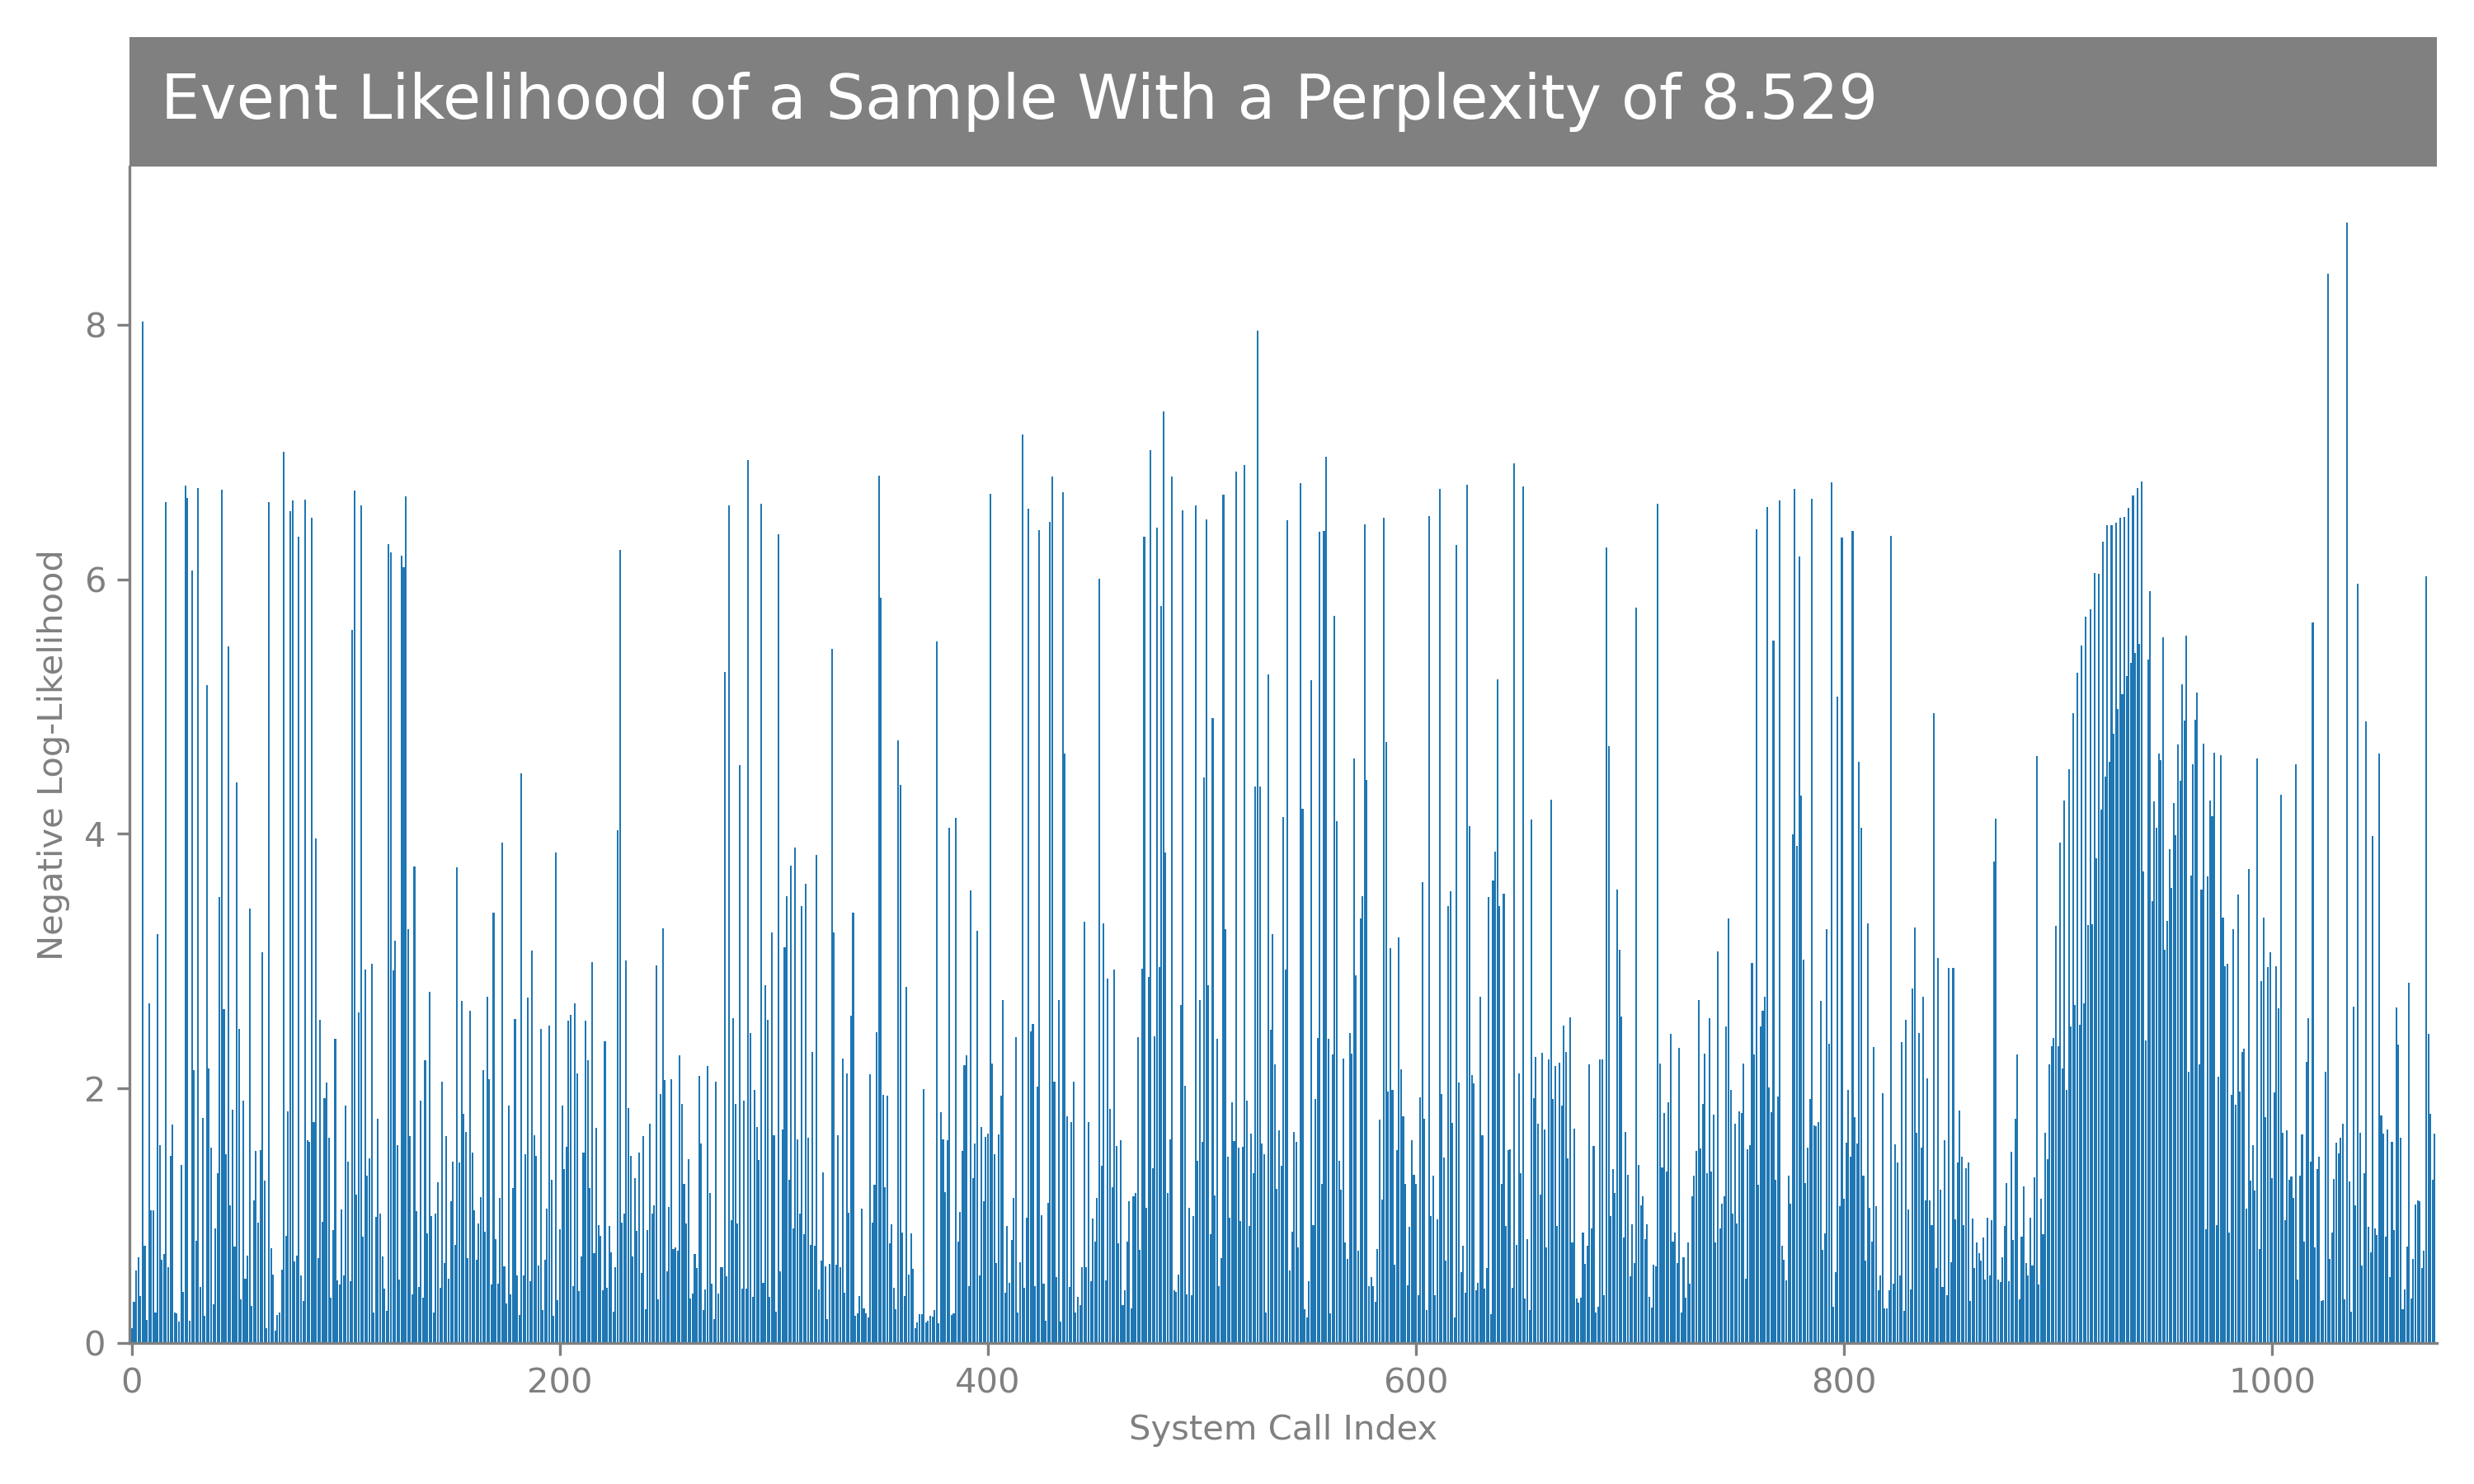 Event Likelihood of a Sample With a Perplexity of 8.529
8
6
4
2
0
Negative Log-Likelihood
0 200 400 600 800 1000
System Call Index